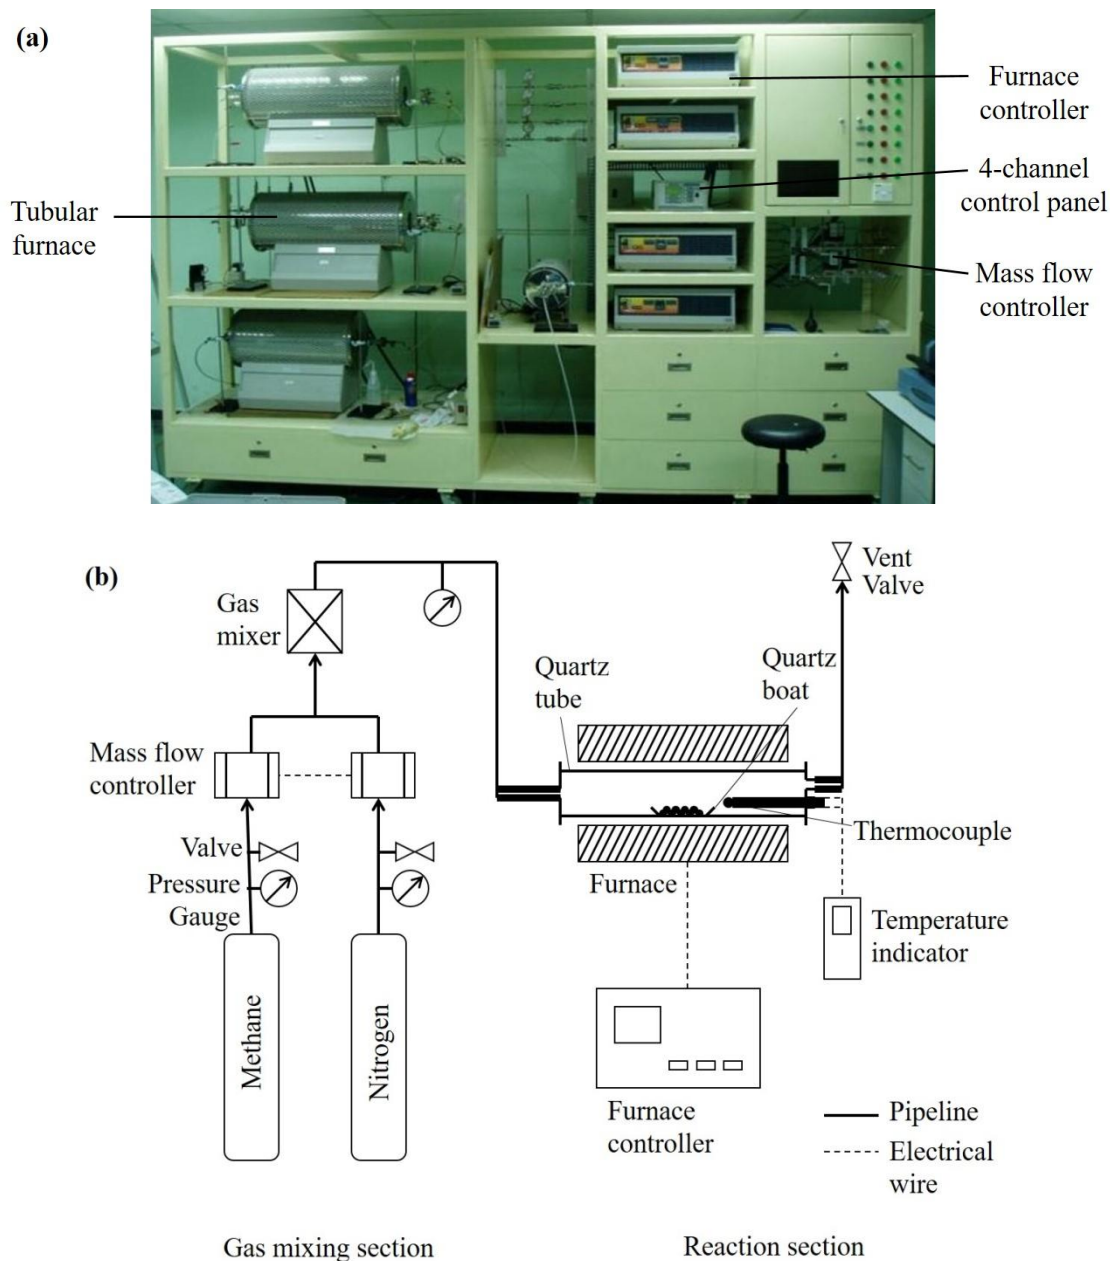 (a)
Furnace
controller
4-channel
control panel
Tubular
furnace
Mass flow
controller
(b)
Vent
Valve
Gas
mixer
Quartz
tube
Quartz
boat
Mass flow
controller
Thermocouple
Valve
Pressure
Gauge
Furnace
Temperature
indicator
Methane
Nitrogen
Furnace
controller
Pipeline
Electrical
wire
Gas mixing section
Reaction section